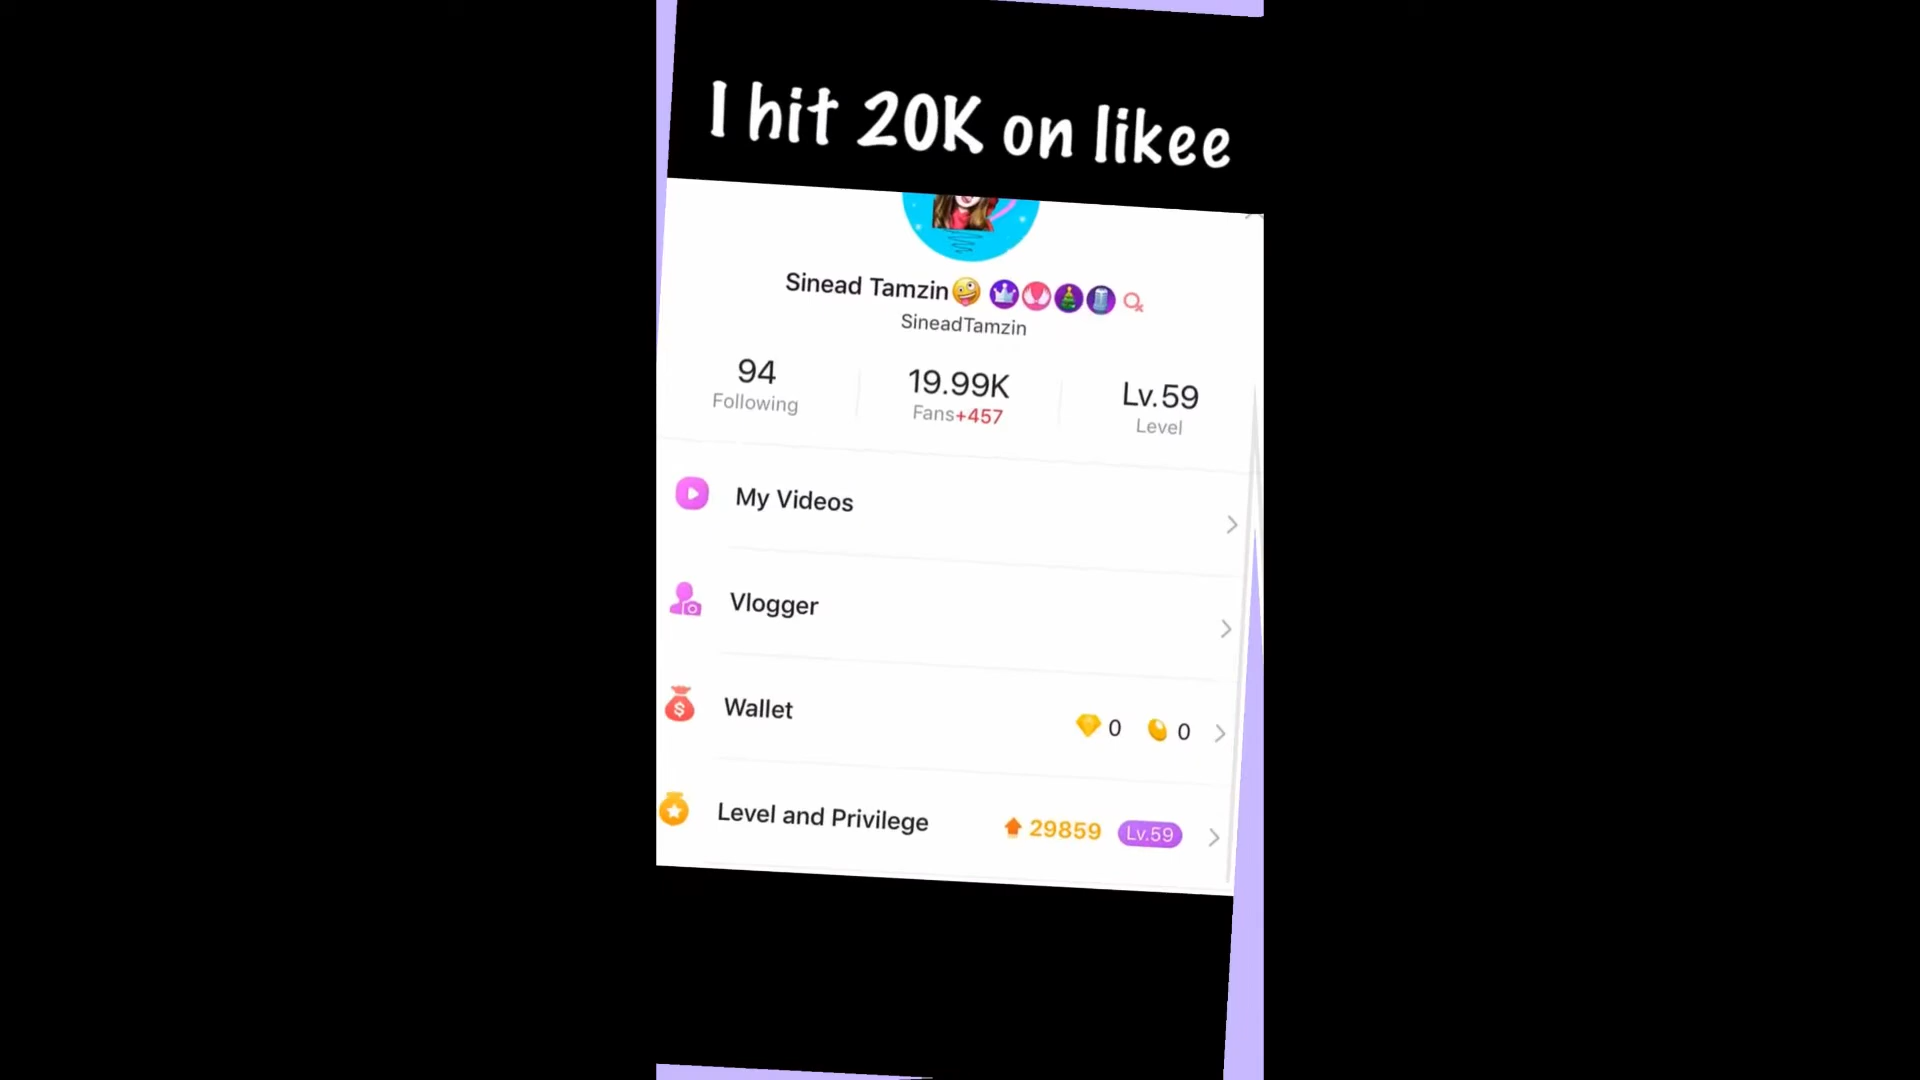 I hit 20K on likee
Sinead Tamzin🤪
SineadTamzin
94
Following
19.99K
Fans+457
Lv.59
Level
My Videos
Vlogger
Wallet
0
0
Level and Privilege
29859
Lv.59